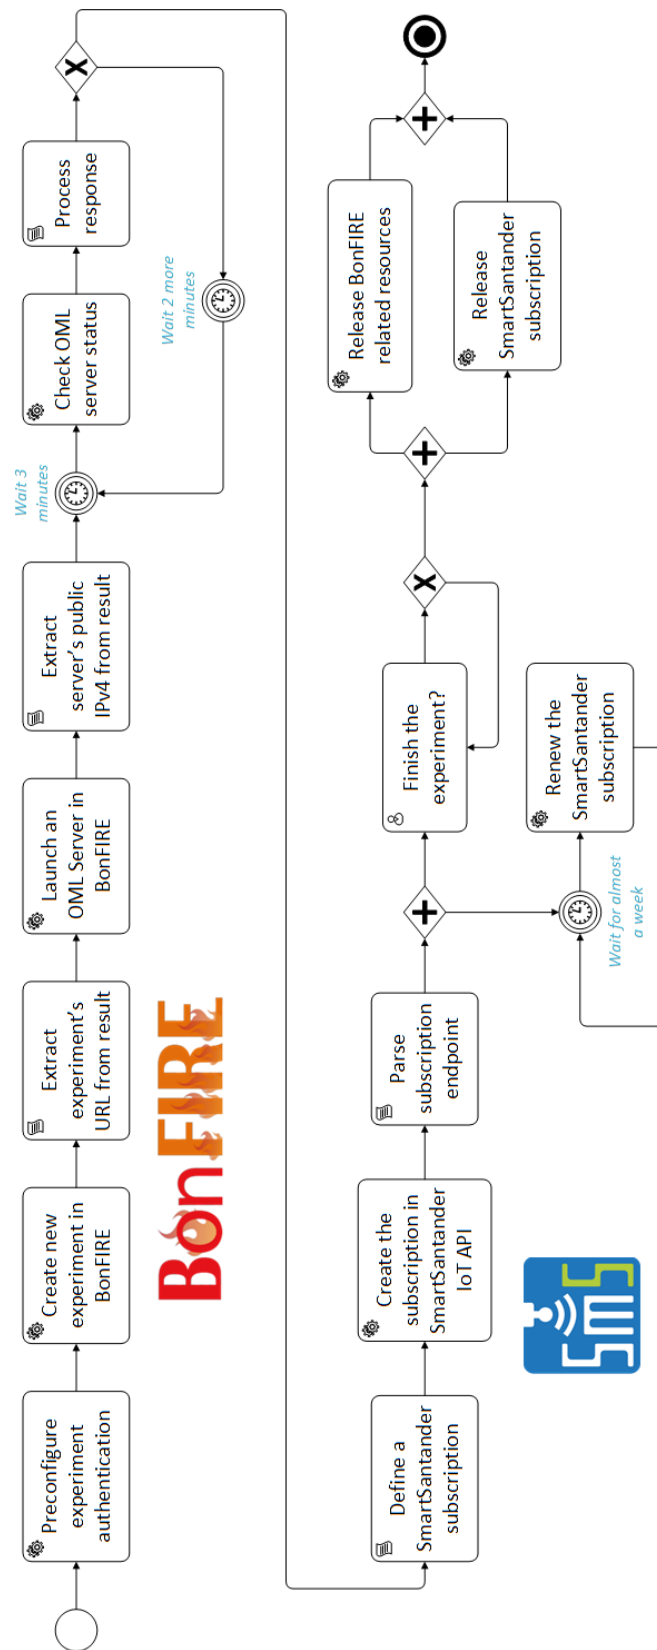 Preconfigure
experiment
authentication
Create new
experiment in
BonFIRE
Extract
experiment's
URL from result
Launch an
OML Server in
BonFIRE
Extract
server's public
IPv4 from result
Wait 3
minutes
Check OML
server status
Process
response
Wait 2 more
minutes
BonFIRE
Define a
SmartSantander
subscription
Create the
subscription in
SmartSantander
IoT API
Parse
subscription
endpoint
Finish the
experiment?
Wait for almost
a week
Renew the
SmartSantander
subscription
Release BonFIRE
related resources
Release
SmartSantander
subscription
SmS